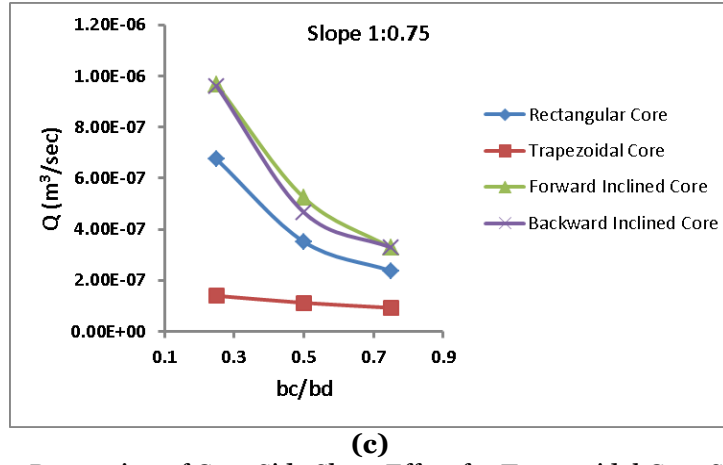 Slope 1:0.75
Q (m³/sec)
1.20E-06
1.00E-06
8.00E-07
6.00E-07
4.00E-07
2.00E-07
0.00E+00
0.1 0.3 0.5 0.7 0.9
bc/bd
Rectangular Core
Trapezoidal Core
Forward Inclined Core
Backward Inclined Core
(c)